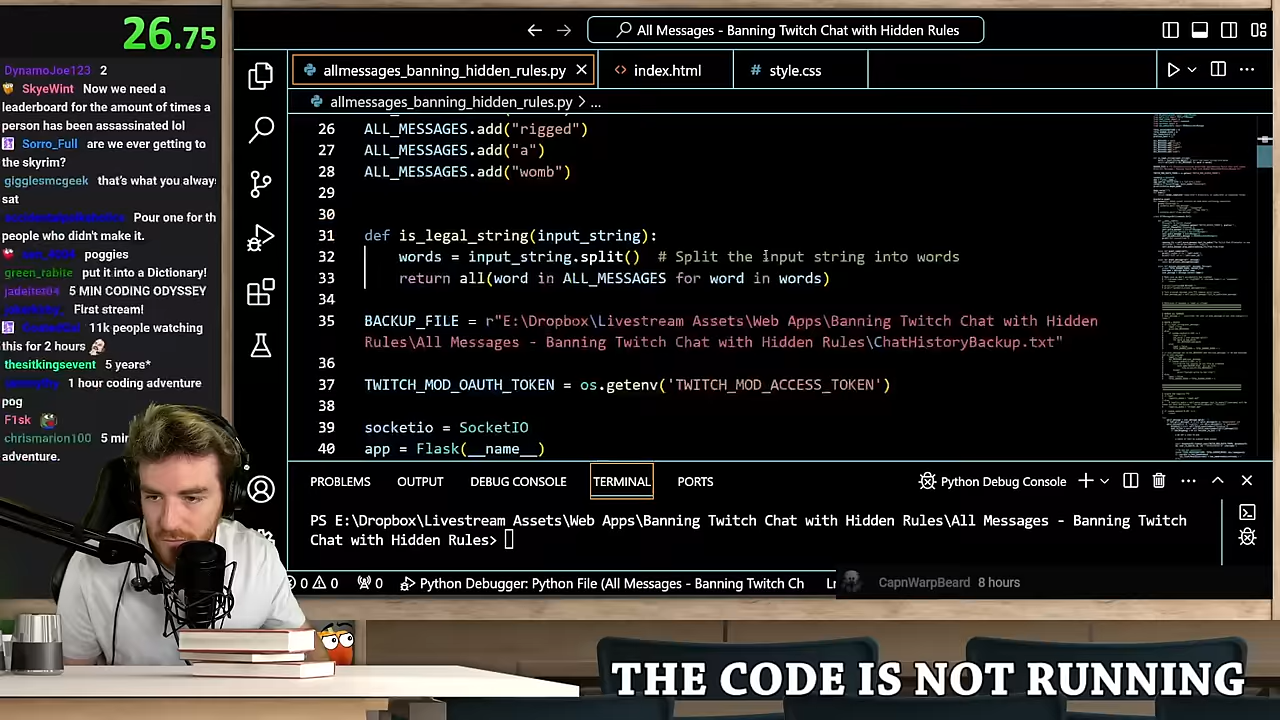 26.75
DynamoJoe123 2
SkyeWint Now we need a
leaderboard for the amount of times a
person has been assassinated lol
Sorro_Full are we ever getting to
the skyrim?
gigglesmcgeek that's what you always
sat
Pour one for th
people who didn't make it.
poggies
green_rabite put it into a Dictionary!
5 MIN CODING ODYSSEY
First stream!
11k people watching
this for 2 hours
thesitkingsevent 5 years*
1 hour coding adventure
pog
F1sk
chrismarion100 5 min
adventure.
All Messages - Banning Twitch Chat with Hidden Rules
allmessages_banning_hidden_rules.py
index.html
style.css
allmessages_banning_hidden_rules.py > ...
26 ALL_MESSAGES.add("rigged")
27 ALL_MESSAGES.add("a")
28 ALL_MESSAGES.add("womb")
29
30
31 def is_legal_string(input_string):
32 words = input_string.split() # Split the input string into words
33 return all(word in ALL_MESSAGES for word in words)
34
35 BACKUP_FILE = r"E:\Dropbox\Livestream Assets\Web Apps\Banning Twitch Chat with Hidden
Rules\All Messages - Banning Twitch Chat with Hidden Rules\ChatHistoryBackup.txt"
36
37 TWITCH_MOD_OAUTH_TOKEN = os.getenv('TWITCH_MOD_ACCESS_TOKEN')
38
39 socketio = SocketIO
40 app = Flask(__name__)
PROBLEMS OUTPUT DEBUG CONSOLE TERMINAL PORTS Python Debug Console
PS E:\Dropbox\Livestream Assets\Web Apps\Banning Twitch Chat with Hidden Rules\All Messages - Banning Twitch
Chat with Hidden Rules>
0 0 0 Python Debugger: Python File (All Messages - Banning Twitch Ch
CapnWarpBeard 8 hours
THE CODE IS NOT RUNNING